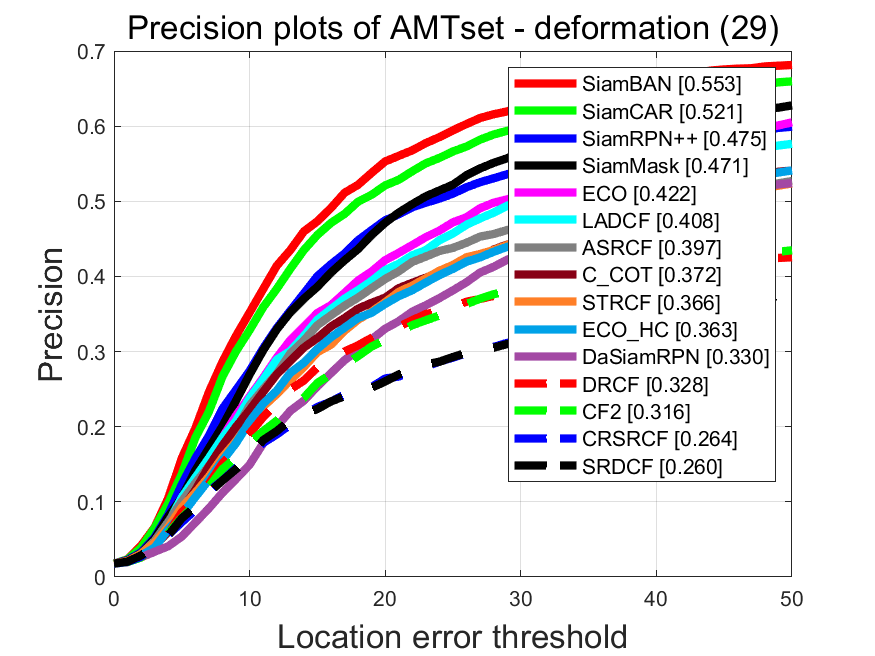 Precision plots of AMTset - deformation (29)
0.7
0.6
0.5
0.4
0.3
0.2
0.1
0
Precision
SiamBAN [0.553]
SiamCAR [0.521]
SiamRPN++ [0.475]
SiamMask [0.471]
ECO [0.422]
LADCF [0.408]
ASRCF [0.397]
C_COT [0.372]
STRCF [0.366]
ECO_HC [0.363]
DaSiamRPN [0.330]
DRCF [0.328]
CF2 [0.316]
CRSRCF [0.264]
SRDCF [0.260]
0 10 20 30 40 50
Location error threshold